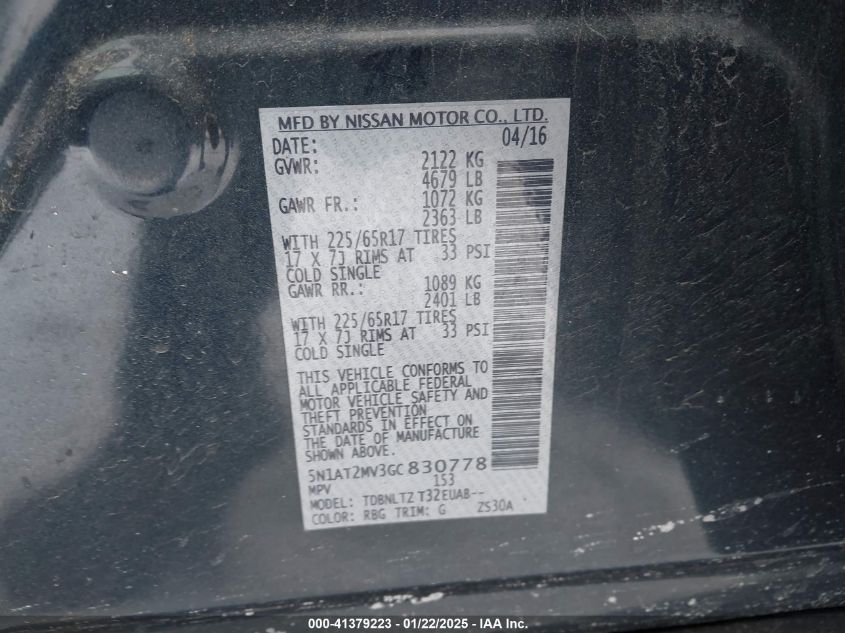 MFD BY NISSAN MOTOR CO., LTD.
DATE: 04/16
GVWR: 2122 KG
4679 LB
GAWR FR.: 1072 KG
2363 LB
WITH 225/65R17 TIRES
17 X 7J RIMS AT 33 PSI
COLD SINGLE
GAWR RR.: 1089 KG
2401 LB
WITH 225/65R17 TIRES
17 X 7J RIMS AT 33 PSI
COLD SINGLE
THIS VEHICLE CONFORMS TO
ALL APPLICABLE FEDERAL
MOTOR VEHICLE SAFETY AND
THEFT PREVENTION
STANDARDS IN EFFECT ON
THE DATE OF MANUFACTURE
SHOWN ABOVE.
5N1AT2MV3GC830778
MPV 153
MODEL: TDBNLTZ T32EUAB--
COLOR: RBG TRIM: G ZS30A
000-41379223 - 01/22/2025 - IAA Inc.